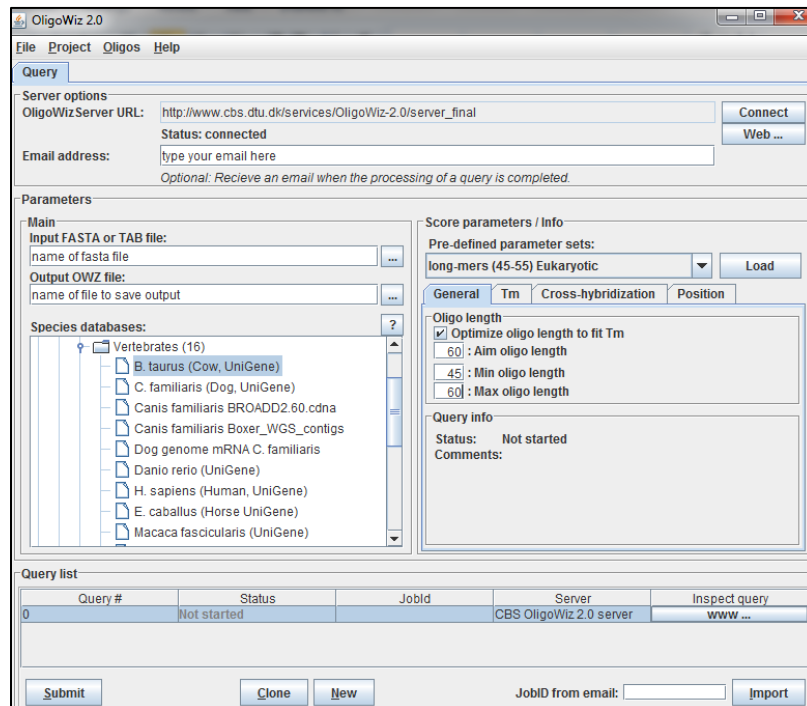 OligoWiz 2.0
File Project Oligos Help
Query
Server options
OligoWizServer URL: http://www.cbs.dtu.dk/services/OligoWiz-2.0/server_final Connect
Status: connected Web ...
Email address: type your email here
Optional: Recieve an email when the processing of a query is completed.
Parameters
Main
Input FASTA or TAB file:
name of fasta file ...
Output OWZ file:
name of file to save output ...
Species databases: ?
Vertebrates (16)
B. taurus (Cow, UniGene)
C. familiaris (Dog, UniGene)
Canis familiaris BROADD2.60.cdna
Canis familiaris Boxer_WGS_contigs
Dog genome mRNA C. familiaris
Danio rerio (UniGene)
H. sapiens (Human, UniGene)
E. caballus (Horse UniGene)
Macaca fascicularis (UniGene)
Score parameters / Info
Pre-defined parameter sets:
long-mers (45-55) Eukaryotic Load
General Tm Cross-hybridization Position
Oligo length
Optimize oligo length to fit Tm
60 : Aim oligo length
45 : Min oligo length
60 : Max oligo length
Query info
Status: Not started
Comments:
Query list
Query # Status JobId Server Inspect query
0 Not started CBS OligoWiz 2.0 server www ...
Submit Clone New JobID from email: Import